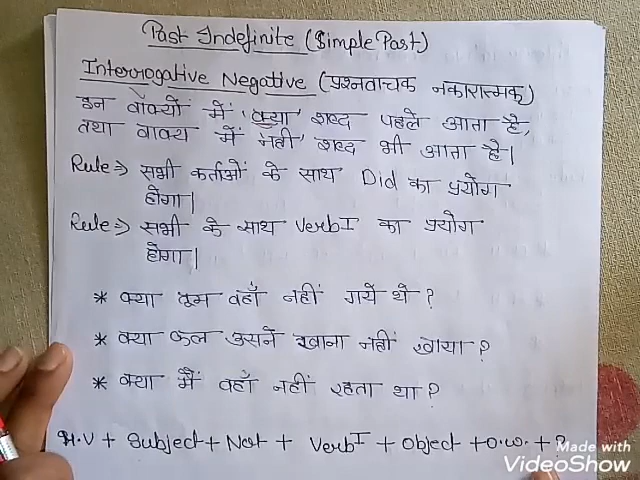 Past Indefinite (Simple Past)
Interrogative Negative (प्रश्नवाचक नकारात्मक)
इन वाक्यों में 'क्या' शब्द पहले आता है,
तथा वाक्य में 'नहीं' शब्द भी आता है।
Rule => सभी कर्ताओं के साथ Did का प्रयोग
होगा।
Rule => सभी के साथ Verb I का प्रयोग
होगा।
* क्या तुम वहाँ नहीं गये थे ?
* क्या कल उसने खाना नहीं खाया ?
* क्या मैं वहाँ नहीं रहता था ?
H.V + Subject + Not + Verb I + Object + O.W. + ?
Made with
VideoShow